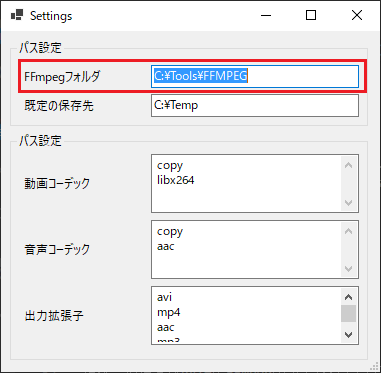 Settings
パス設定
FFmpegフォルダ
C:¥Tools¥FFMPEG
既定の保存先
C:¥Temp
パス設定
動画コーデック
copy
libx264
音声コーデック
copy
aac
出力拡張子
avi
mp4
aac
mp3